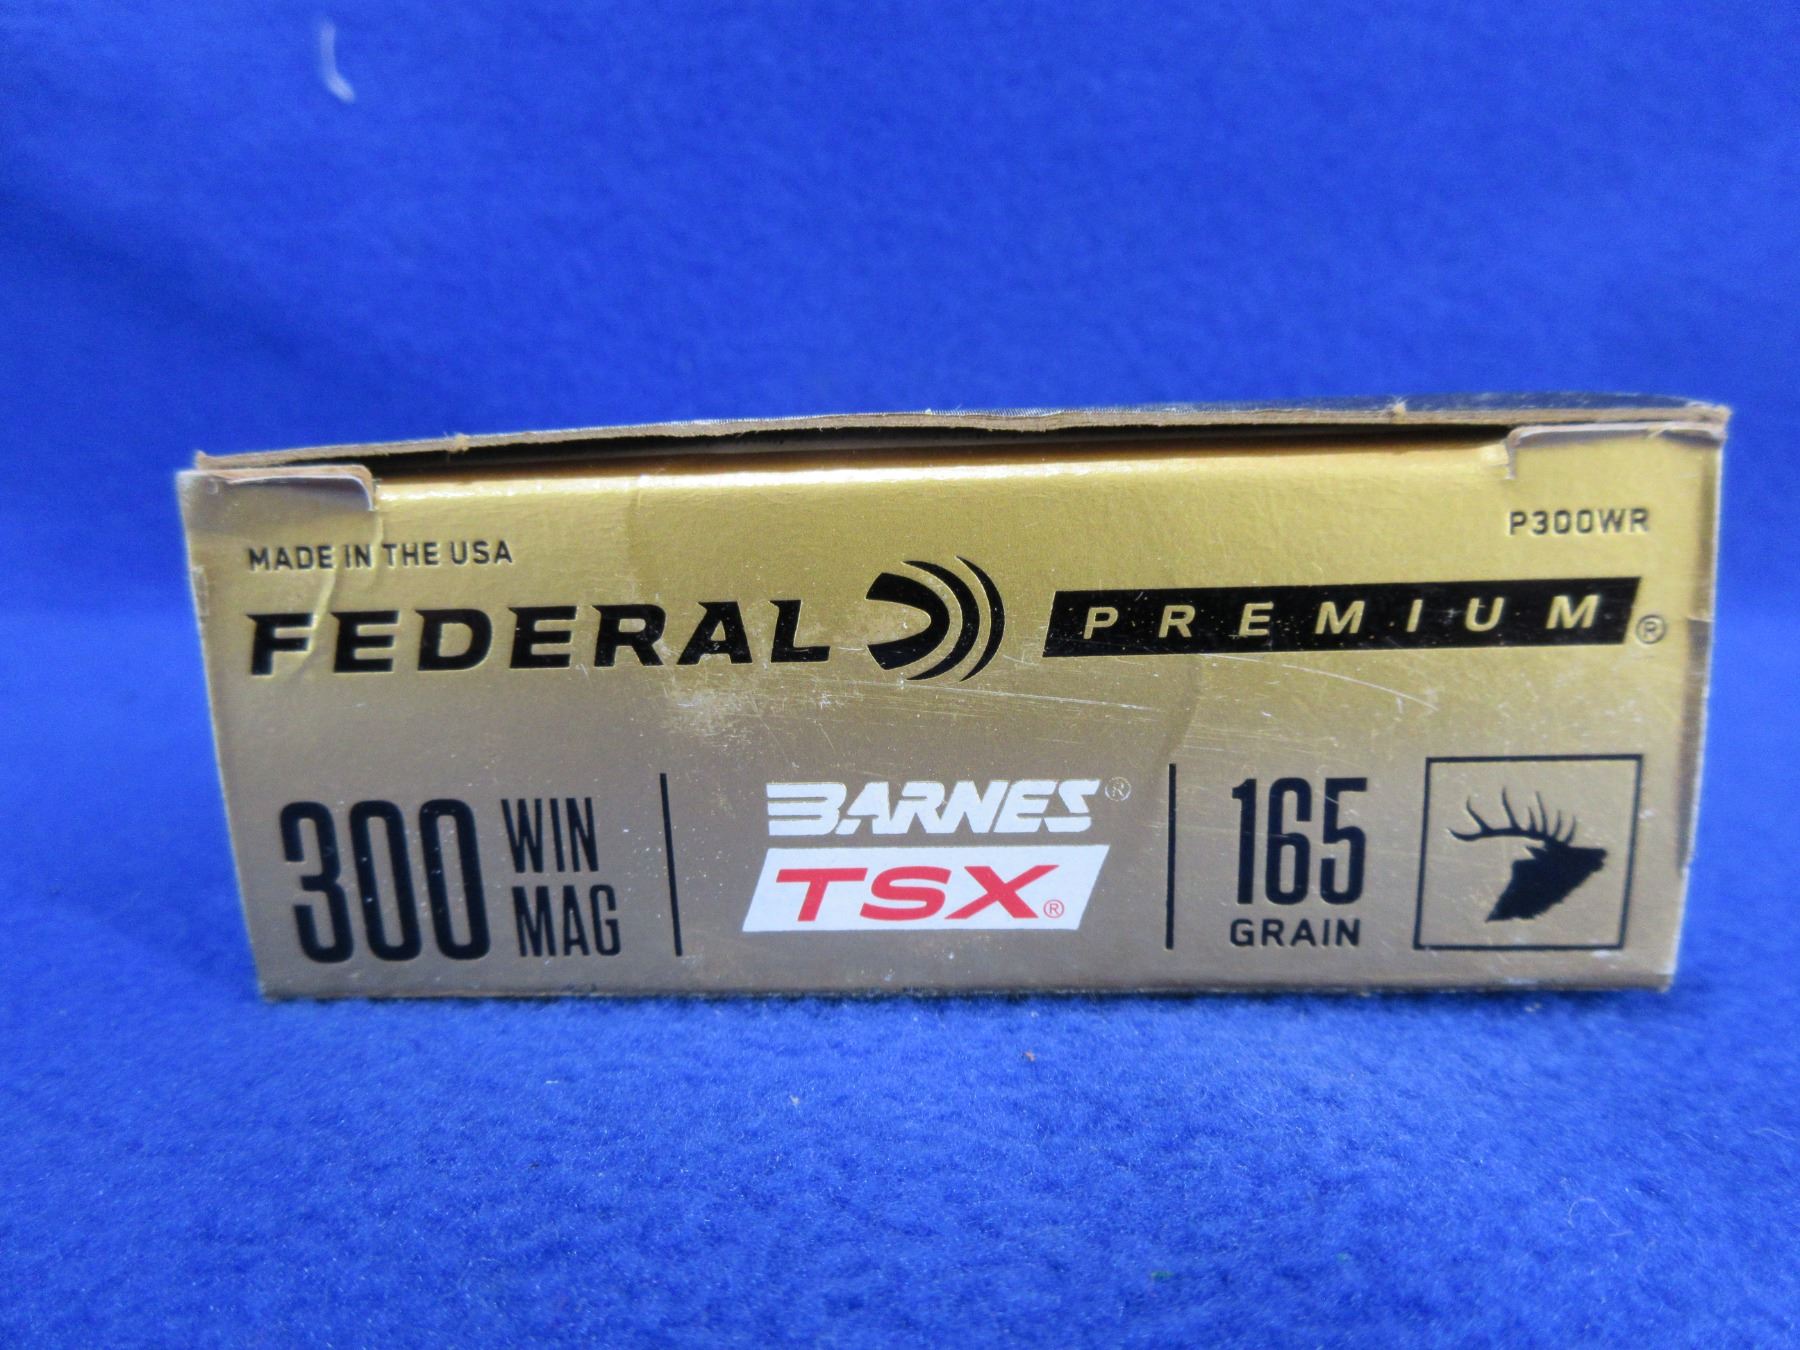 P300WR
MADE IN THE USA
FEDERAL PREMIUM®
300 WIN MAG
BARNES®
TSX®
165
GRAIN